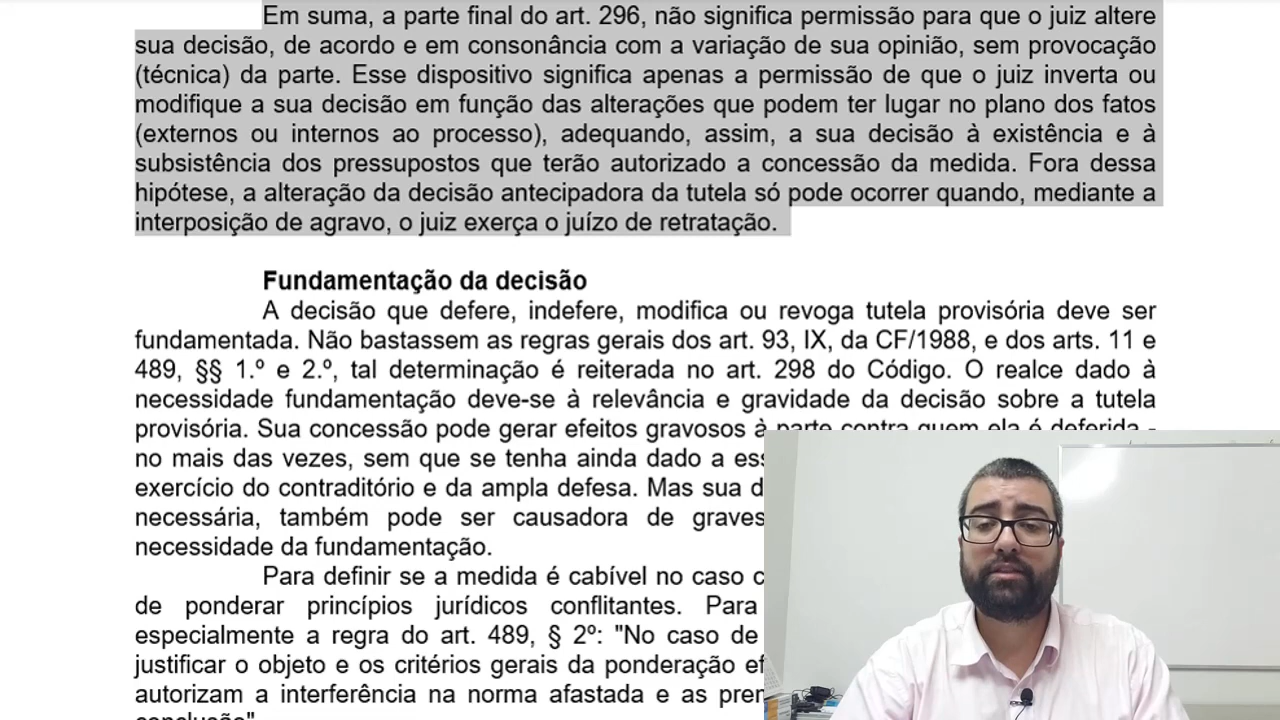 Em suma, a parte final do art. 296, não significa permissão para que o juiz altere
sua decisão, de acordo e em consonância com a variação de sua opinião, sem provocação
(técnica) da parte. Esse dispositivo significa apenas a permissão de que o juiz inverta ou
modifique a sua decisão em função das alterações que podem ter lugar no plano dos fatos
(externos ou internos ao processo), adequando, assim, a sua decisão à existência e à
subsistência dos pressupostos que terão autorizado a concessão da medida. Fora dessa
hipótese, a alteração da decisão antecipadora da tutela só pode ocorrer quando, mediante a
interposição de agravo, o juiz exerça o juízo de retratação.
Fundamentação da decisão
A decisão que defere, indefere, modifica ou revoga tutela provisória deve ser
fundamentada. Não bastassem as regras gerais dos art. 93, IX, da CF/1988, e dos arts. 11 e
489, §§ 1.º e 2.º, tal determinação é reiterada no art. 298 do Código. O realce dado à
necessidade fundamentação deve-se à relevância e gravidade da decisão sobre a tutela
provisória. Sua concessão pode gerar efeitos gravosos à parte contra quem ela é deferida -
no mais das vezes, sem que se tenha ainda dado a
exercício do contraditório e da ampla defesa. Mas sua
necessária, também pode ser causadora de
necessidade da fundamentação.
Para definir se a medida é cabível no caso
de ponderar princípios jurídicos conflitantes. Para
especialmente a regra do art. 489, § 2º: "No caso de
justificar o objeto e os critérios gerais da ponderação
autorizam a interferência na norma afastada e as
conclusão"